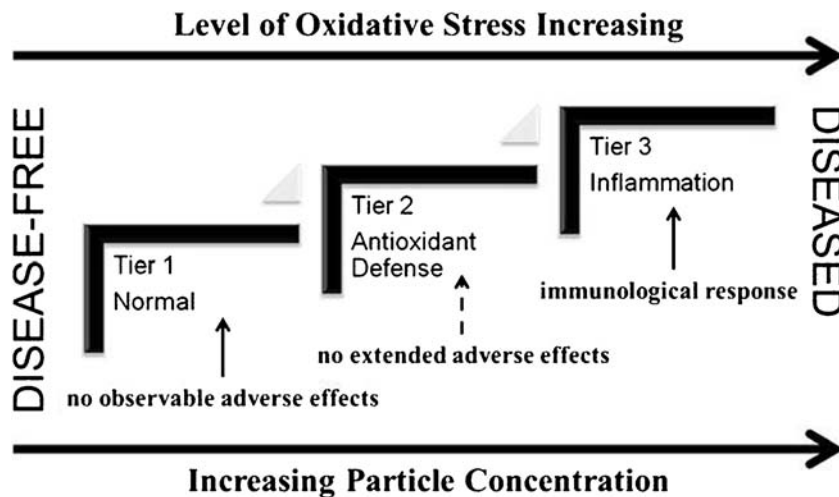 Level of Oxidative Stress Increasing
DISEASE-FREE
DISEASED
Tier 3
Inflammation
immunological response
Tier 2
Antioxidant
Defense
no extended adverse effects
Tier 1
Normal
no observable adverse effects
Increasing Particle Concentration